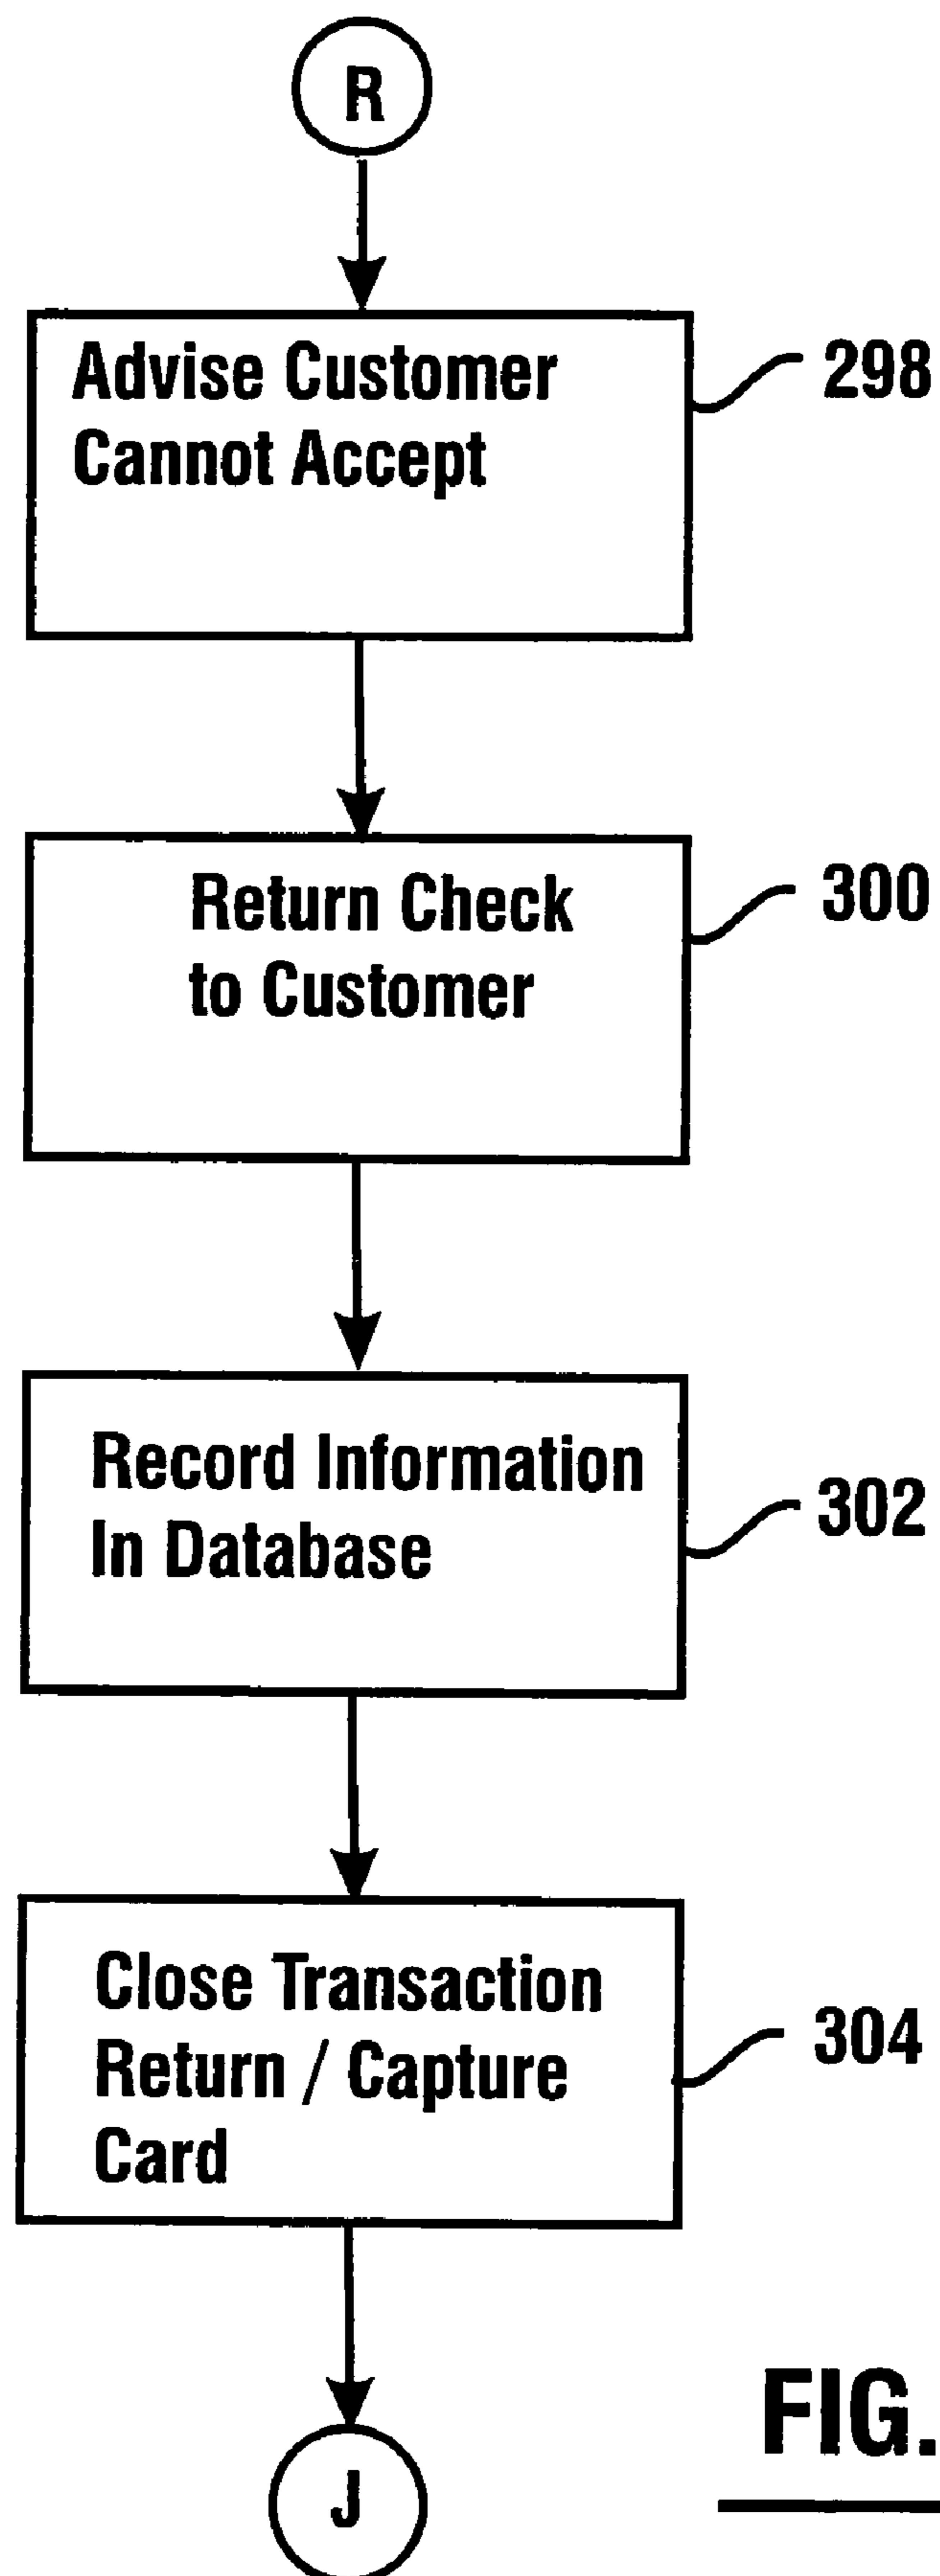 R
Advise Customer
Cannot Accept
298
Return Check
to Customer
300
Record Information
In Database
302
Close Transaction
Return / Capture
Card
304
J
FIG.